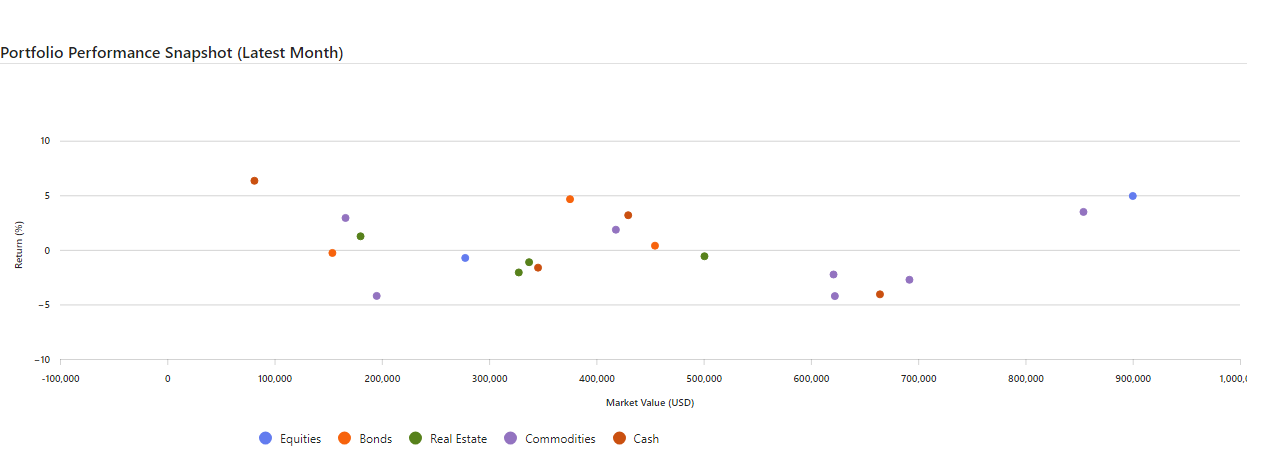 Portfolio Performance Snapshot (Latest Month)
10
5
0
−5
−10
Return (%)
-100,000 0 100,000 200,000 300,000 400,000 500,000 600,000 700,000 800,000 900,000 1,000,0
Market Value (USD)
Equities Bonds Real Estate Commodities Cash